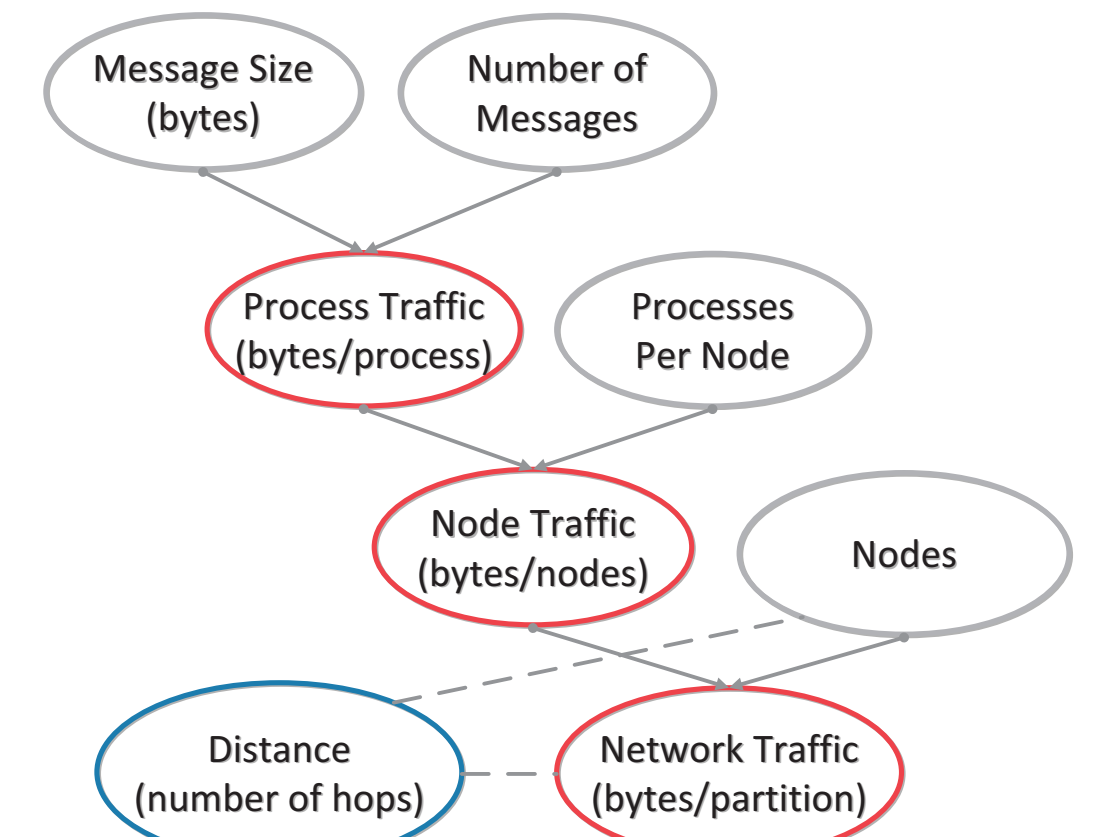 Message Size
(bytes)
Number of
Messages
Process Traffic
(bytes/process)
Processes
Per Node
Node Traffic
(bytes/nodes)
Nodes
Distance
(number of hops)
Network Traffic
(bytes/partition)